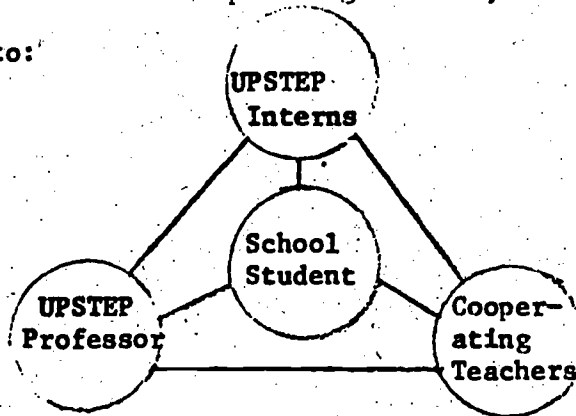 to:
UPSTEP
Interns
School
Student
UPSTEP
Professor
Cooper-
ating
Teachers